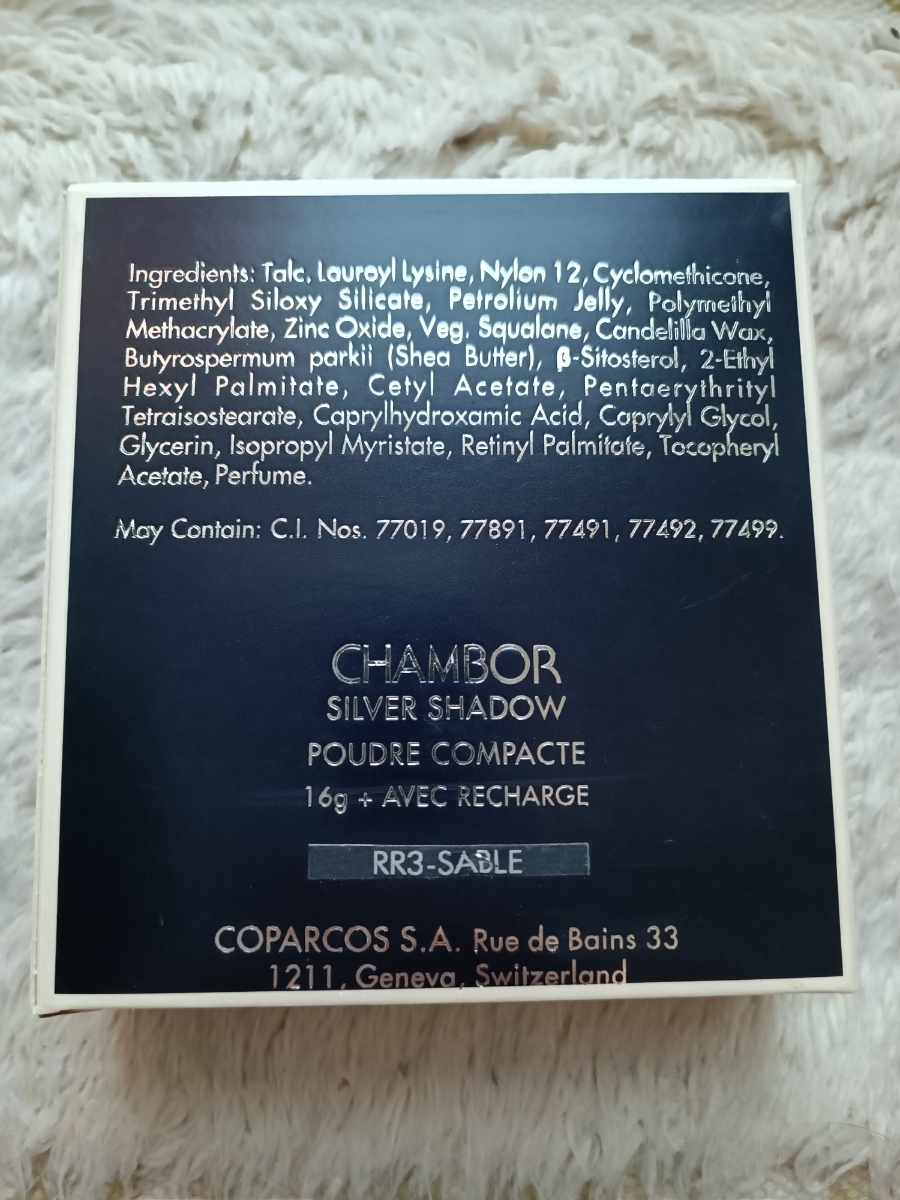 Ingredients: Talc, Lauroyl Lysine, Nylon 12, Cyclomethicone,
Trimethyl Siloxy Silicate, Petrolium Jelly, Polymethyl
Methacrylate, Zinc Oxide, Veg. Squalane, Candelilla Wax,
Butyrospermum parkii (Shea Butter), β-Sitosterol, 2-Ethyl
Hexyl Palmitate, Cetyl Acetate, Pentaerythrityl
Tetraisostearate, Caprylhydroxamic Acid, Caprylyl Glycol,
Glycerin, Isopropyl Myristate, Retinyl Palmitate, Tocopheryl
Acetate, Perfume.
May Contain: C.I. Nos. 77019, 77891, 77491, 77492, 77499.
CHAMBOR
SILVER SHADOW
POUDRE COMPACTE
16g + AVEC RECHARGE
RR3-SABLE
COPARCOS S.A. Rue de Bains 33
1211, Geneva, Switzerland